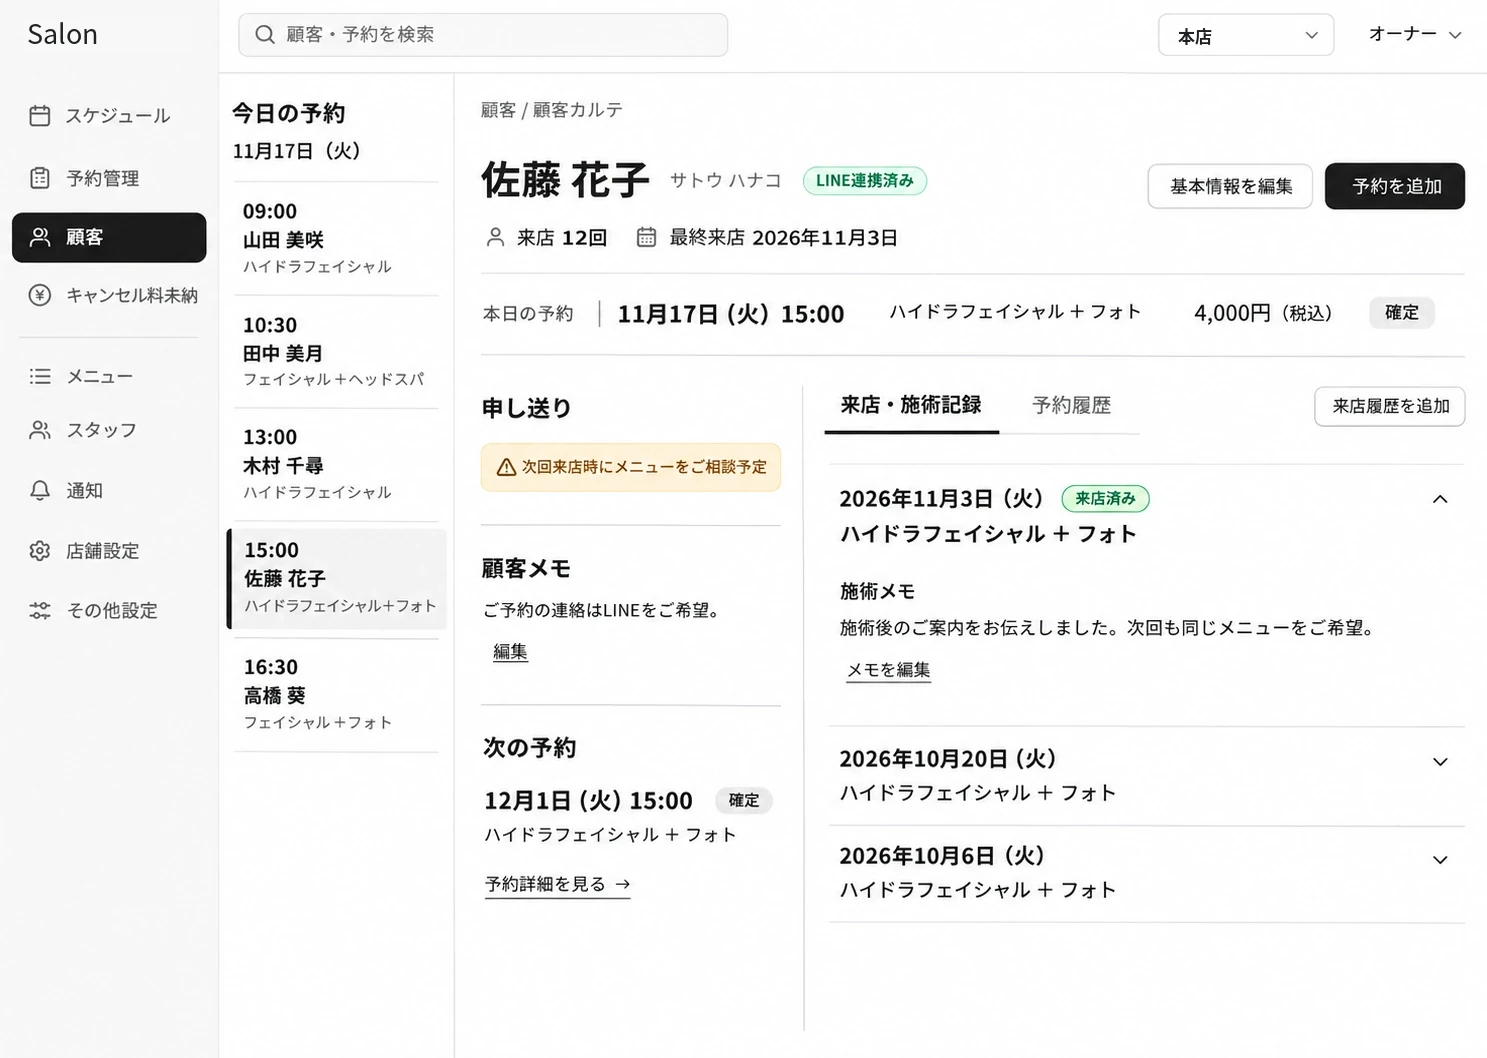 Salon
顧客・予約を検索
本店
オーナー
スケジュール
予約管理
顧客
キャンセル料未納
メニュー
スタッフ
通知
店舗設定
その他設定
今日の予約
11月17日（火）
09:00
山田 美咲
ハイドラフェイシャル
10:30
田中 美月
フェイシャル＋ヘッドスパ
13:00
木村 千尋
ハイドラフェイシャル
15:00
佐藤 花子
ハイドラフェイシャル＋フォト
16:30
高橋 葵
フェイシャル＋フォト
顧客 / 顧客カルテ
佐藤 花子 サトウ ハナコ LINE連携済み
基本情報を編集
予約を追加
来店 12回 最終来店 2026年11月3日
本日の予約 11月17日 (火) 15:00 ハイドラフェイシャル ＋ フォト 4,000円（税込） 確定
申し送り
次回来店時にメニューをご相談予定
顧客メモ
ご予約の連絡はLINEをご希望。
編集
次の予約
12月1日 (火) 15:00 確定
ハイドラフェイシャル ＋ フォト
予約詳細を見る →
来店・施術記録 予約履歴 来店履歴を追加
2026年11月3日（火） 来店済み
ハイドラフェイシャル ＋ フォト
施術メモ
施術後のご案内をお伝えしました。次回も同じメニューをご希望。
メモを編集
2026年10月20日 (火)
ハイドラフェイシャル ＋ フォト
2026年10月6日（火）
ハイドラフェイシャル ＋ フォト